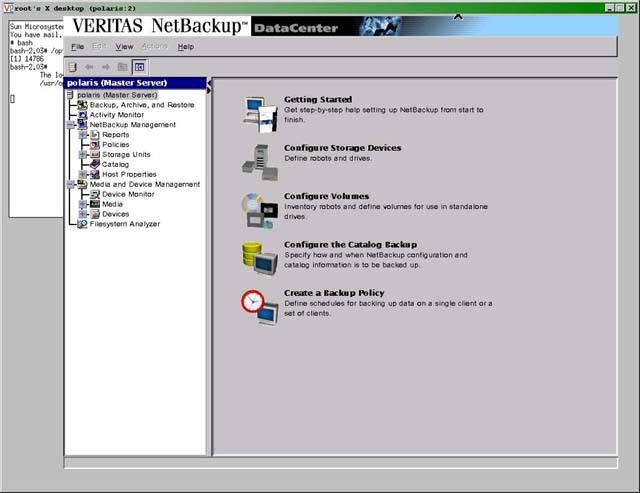 root's X desktop (polaris:2)
Sun Microsystem
You have mail.
# bash
bash-2.03# /op
[1] 14786
bash-2.03#
The lo
/usr/o
VERITAS NetBackup™ DataCenter
File Edit View Actions Help
polaris (Master Server)
polaris (Master Server)
Backup, Archive, and Restore
Activity Monitor
NetBackup Management
Reports
Policies
Storage Units
Catalog
Host Properties
Media and Device Management
Device Monitor
Media
Devices
Filesystem Analyzer
Getting Started
Get step-by-step help setting up NetBackup from start to
finish.
Configure Storage Devices
Define robots and drives.
Configure Volumes
Inventory robots and define volumes for use in standalone
drives.
Configure the Catalog Backup
Specify how and when NetBackup configuration and
catalog information is to be backed up.
Create a Backup Policy
Define schedules for backing up data on a single client or a
set of clients.